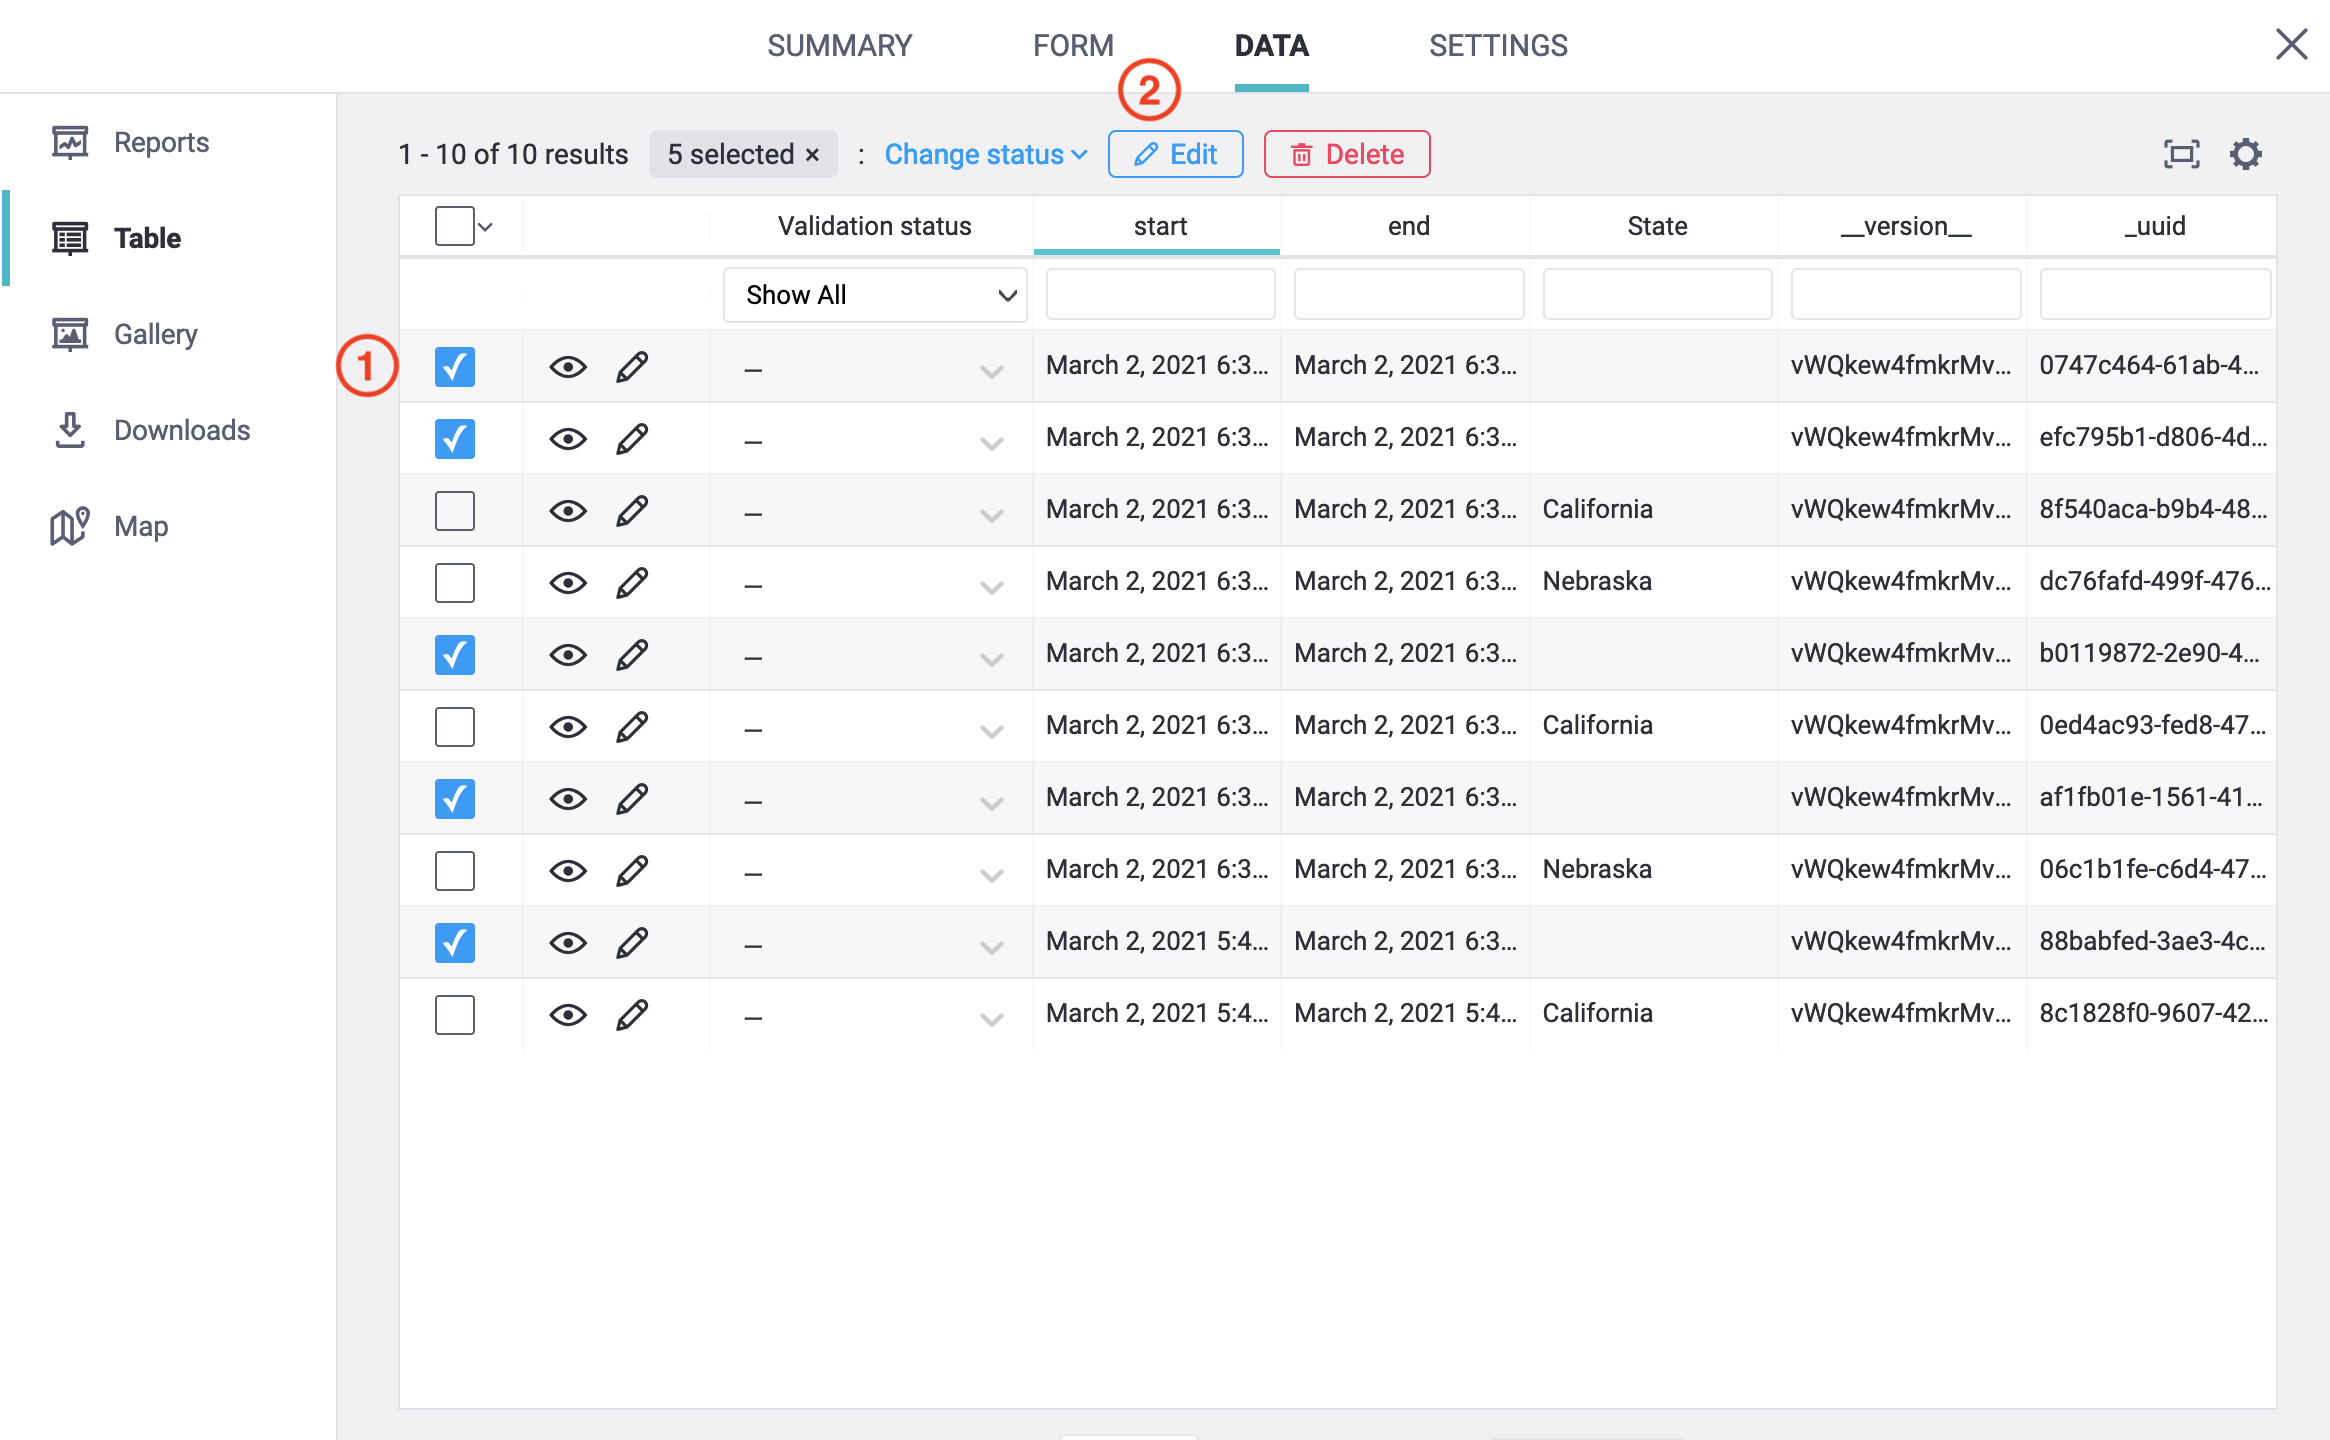 SUMMARY FORM DATA SETTINGS
2
Reports
Table
Gallery
Downloads
Map
1 - 10 of 10 results 5 selected × : Change status Edit Delete
Validation status start end State __version__ _uuid
Show All
1
– March 2, 2021 6:3... March 2, 2021 6:3... vWQkew4fmkrMv... 0747c464-61ab-4...
– March 2, 2021 6:3... March 2, 2021 6:3... vWQkew4fmkrMv... efc795b1-d806-4d...
– March 2, 2021 6:3... March 2, 2021 6:3... California vWQkew4fmkrMv... 8f540aca-b9b4-48...
– March 2, 2021 6:3... March 2, 2021 6:3... Nebraska vWQkew4fmkrMv... dc76fafd-499f-476...
– March 2, 2021 6:3... March 2, 2021 6:3... vWQkew4fmkrMv... b0119872-2e90-4...
– March 2, 2021 6:3... March 2, 2021 6:3... California vWQkew4fmkrMv... 0ed4ac93-fed8-47...
– March 2, 2021 6:3... March 2, 2021 6:3... vWQkew4fmkrMv... af1fb01e-1561-41...
– March 2, 2021 6:3... March 2, 2021 6:3... Nebraska vWQkew4fmkrMv... 06c1b1fe-c6d4-47...
– March 2, 2021 5:4... March 2, 2021 6:3... vWQkew4fmkrMv... 88babfed-3ae3-4c...
– March 2, 2021 5:4... March 2, 2021 5:4... California vWQkew4fmkrMv... 8c1828f0-9607-42...